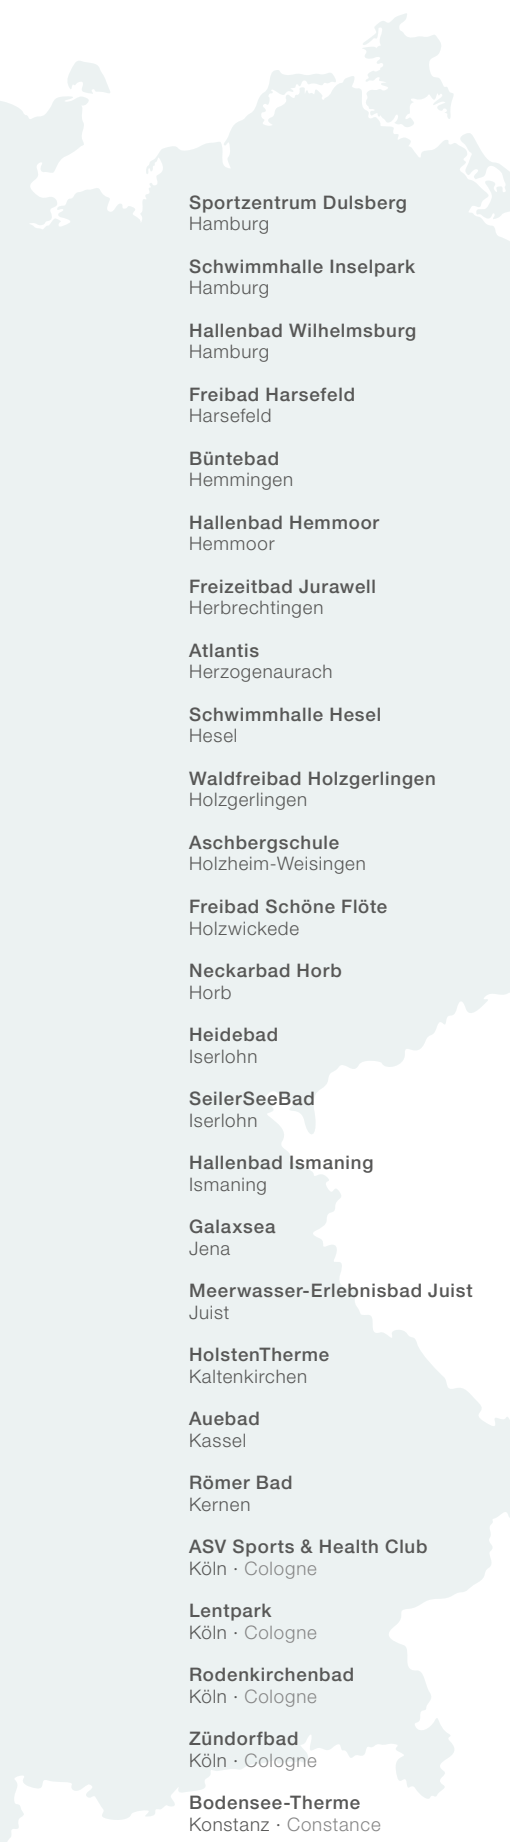 Sportzentrum Dulsberg
Hamburg
Schwimmhalle Inselpark
Hamburg
Hallenbad Wilhelmsburg
Hamburg
Freibad Harsefeld
Harsefeld
Büntebad
Hemmingen
Hallenbad Hemmoor
Hemmoor
Freizeitbad Jurawell
Herbrechtingen
Atlantis
Herzogenaurach
Schwimmhalle Hesel
Hesel
Waldfreibad Holzgerlingen
Holzgerlingen
Aschbergschule
Holzheim-Weisingen
Freibad Schöne Flöte
Holzwickede
Neckarbad Horb
Horb
Heidebad
Iserlohn
SeilerSeeBad
Iserlohn
Hallenbad Ismaning
Ismaning
Galaxsea
Jena
Meerwasser-Erlebnisbad Juist
Juist
HolstenTherme
Kaltenkirchen
Auebad
Kassel
Römer Bad
Kernen
ASV Sports & Health Club
Köln · Cologne
Lentpark
Köln · Cologne
Rodenkirchenbad
Köln · Cologne
Zündorfbad
Köln · Cologne
Bodensee-Therme
Konstanz · Constance